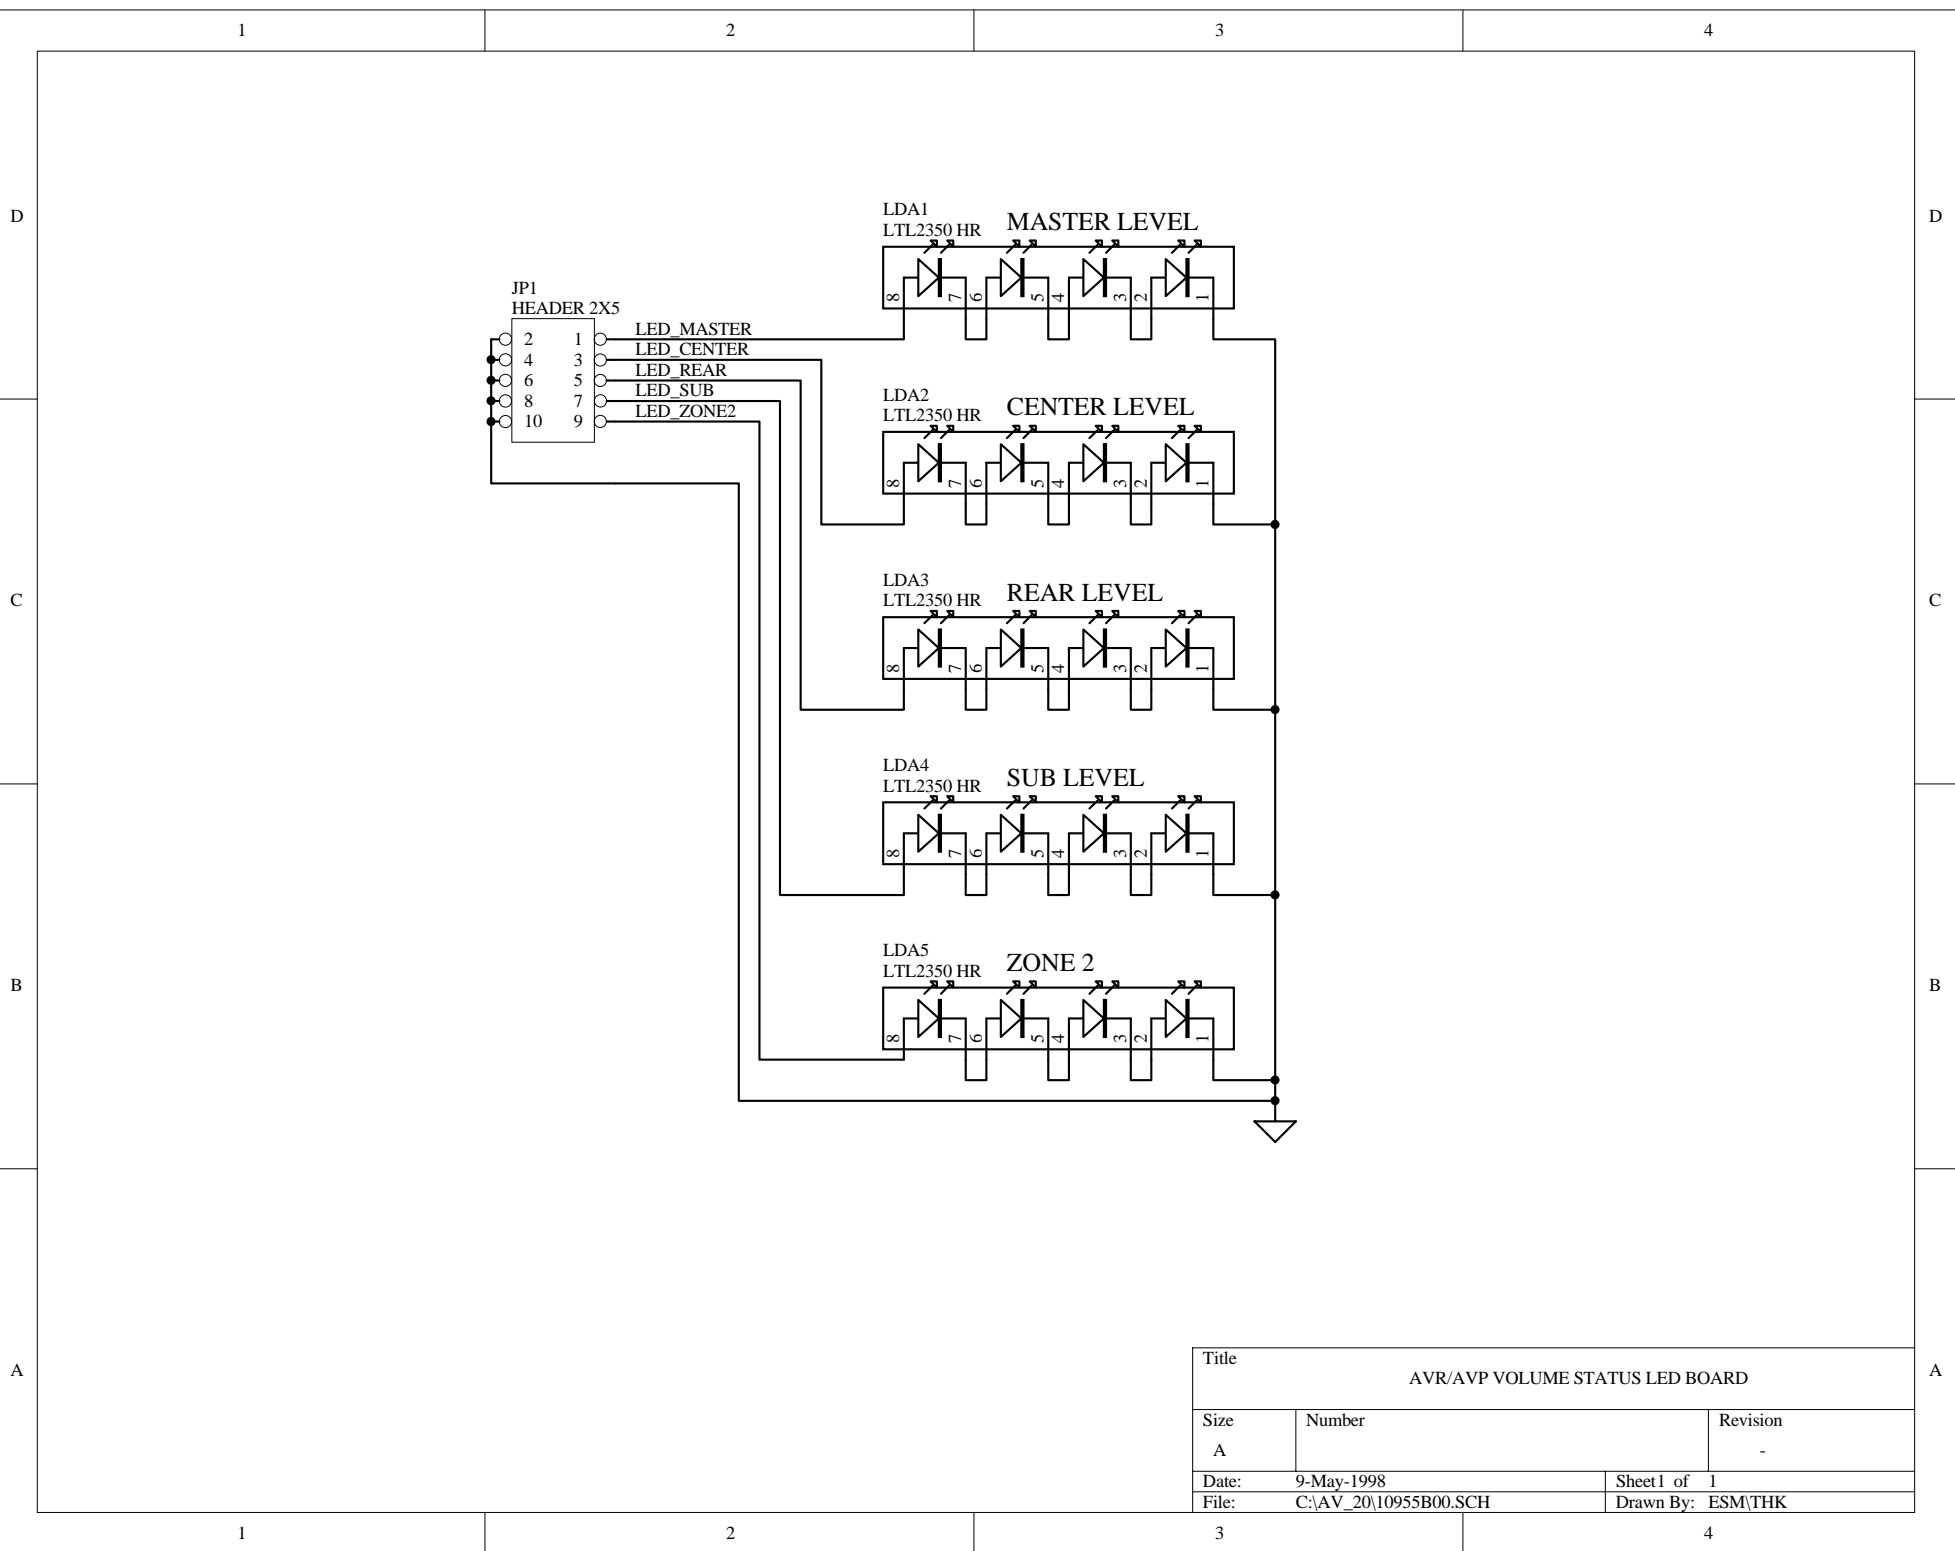 1 2 3 4
D D
LDA1
LTL2350 HR MASTER LEVEL
8 7 6 5 4 3 2 1
JP1
HEADER 2X5
2 1 LED_MASTER
4 3 LED_CENTER
6 5 LED_REAR
8 7 LED_SUB
10 9 LED_ZONE2
LDA2
LTL2350 HR CENTER LEVEL
8 7 6 5 4 3 2 1
C C
LDA3
LTL2350 HR REAR LEVEL
8 7 6 5 4 3 2 1
LDA4
LTL2350 HR SUB LEVEL
8 7 6 5 4 3 2 1
B B
LDA5
LTL2350 HR ZONE 2
8 7 6 5 4 3 2 1
A A
Title
AVR/AVP VOLUME STATUS LED BOARD
Size Number Revision
A -
Date: 9-May-1998 Sheet1 of 1
File: C:\AV_20\10955B00.SCH Drawn By: ESM\THK
1 2 3 4